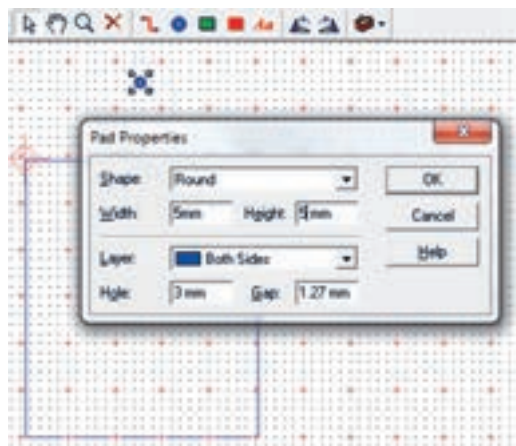 Aa
Pad Properties
Shape: Round OK
Width: 5mm Height: 5mm Cancel
Layer: Both Sides Help
Hole: 3 mm Gap: 1.27 mm